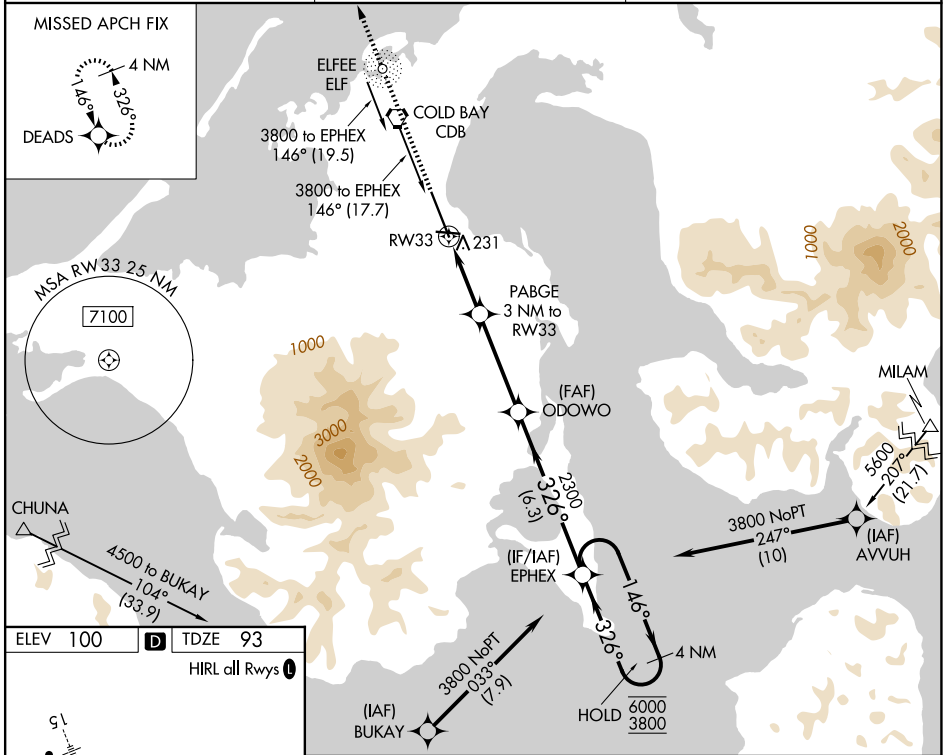 MISSED APCH FIX
4 NM
146°
326°
DEADS
ELFEE
ELF
COLD BAY
CDB
3800 to EPHEX
146° (19.5)
3800 to EPHEX
146° (17.7)
RW33
231
1000
2000
MSA RW33 25 NM
7100
PABGE
3 NM to
RW33
1000
3000
2000
(FAF)
ODOWO
MILAM
5600
207°
(21.7)
2300
326°
(6.3)
CHUNA
4500 to BUKAY
104°
(33.9)
3800 NoPT
247°
(10)
(IAF)
AVVUH
(IF/IAF)
EPHEX
146°
326°
4 NM
HOLD
6000
3800
3800 NoPT
033°
(7.9)
(IAF)
BUKAY
ELEV 100
D
TDZE 93
HIRL all Rwys L
15